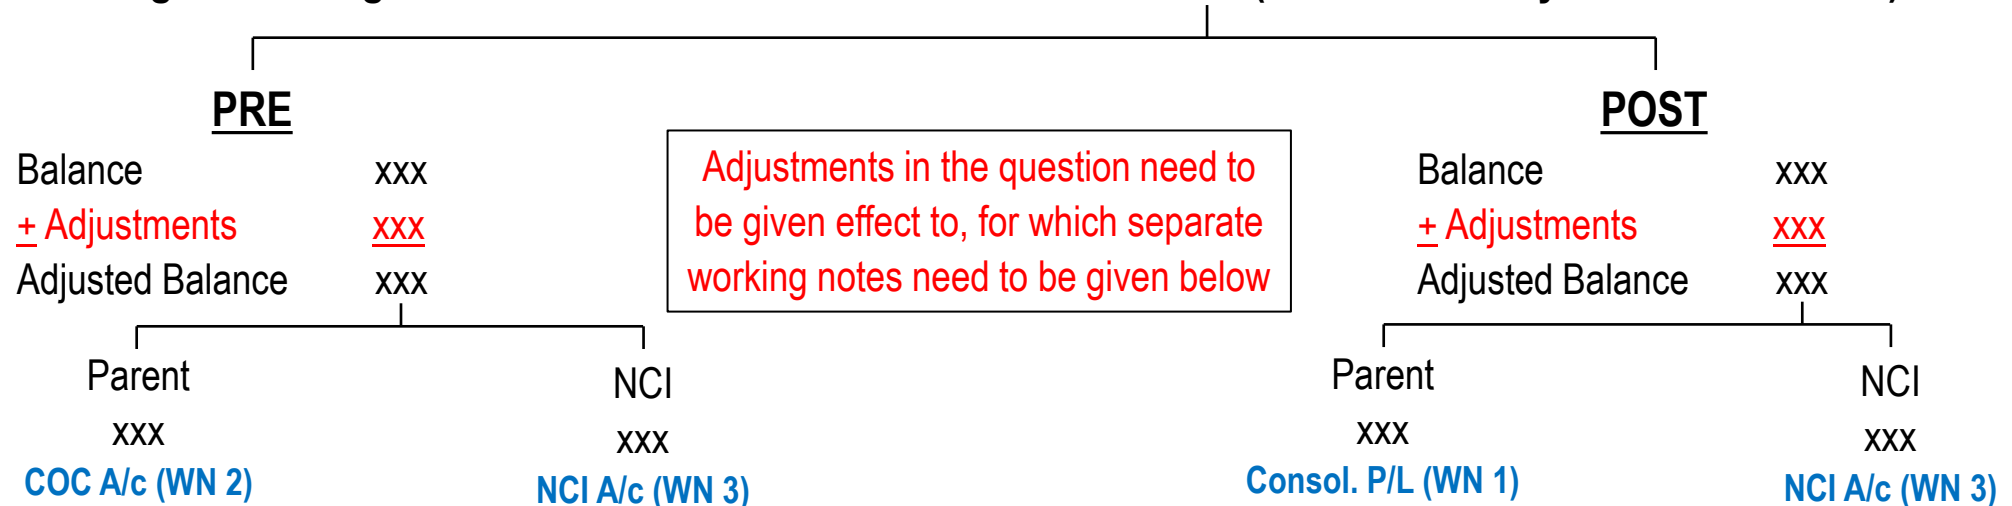 PRE
POST
Balance xxx
+ Adjustments xxx
Adjusted Balance xxx
Adjustments in the question need to
be given effect to, for which separate
working notes need to be given below
Balance xxx
+ Adjustments xxx
Adjusted Balance xxx
Parent
xxx
COC A/c (WN 2)
NCI
xxx
NCI A/c (WN 3)
Parent
xxx
Consol. P/L (WN 1)
NCI
xxx
NCI A/c (WN 3)